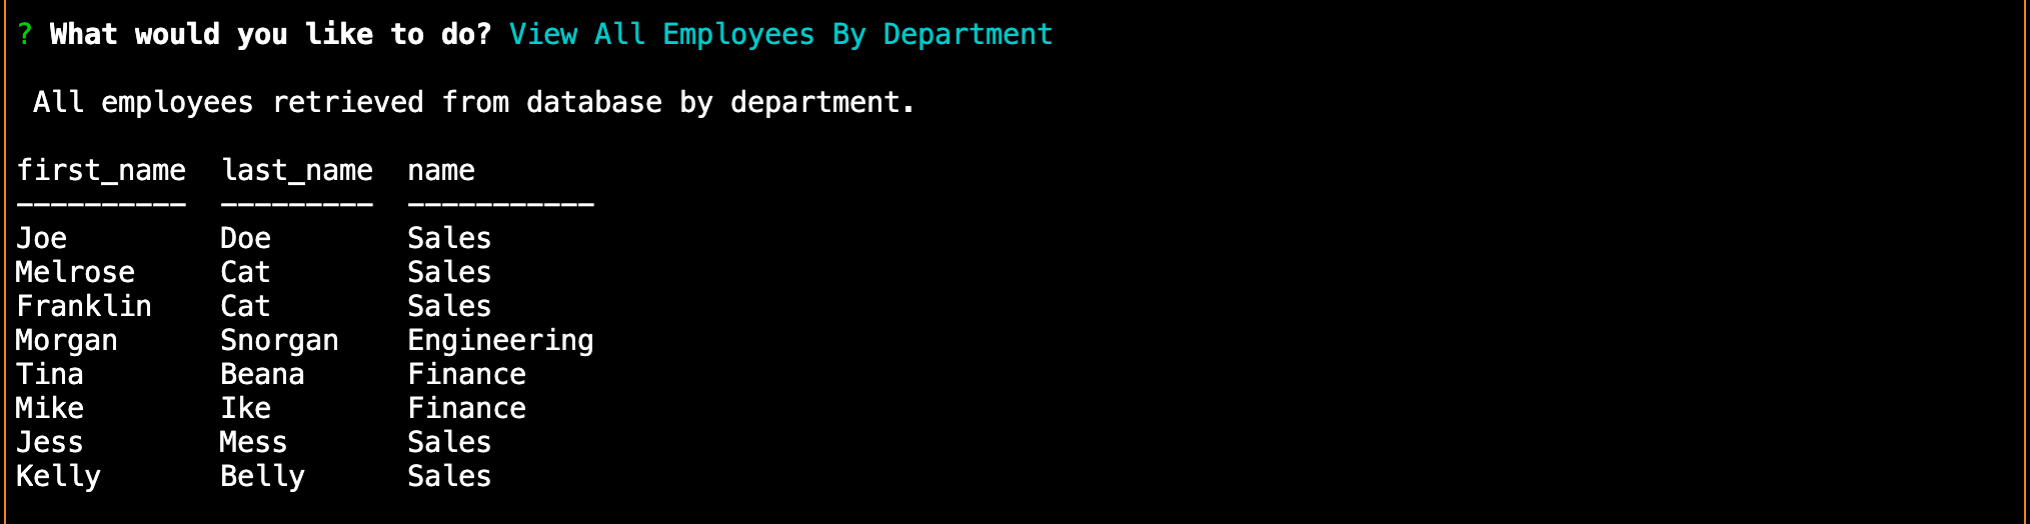 ? What would you like to do? View All Employees By Department
All employees retrieved from database by department.
first_name  last_name  name
----------  ---------  -----------
Joe         Doe        Sales
Melrose     Cat        Sales
Franklin    Cat        Sales
Morgan      Snorgan    Engineering
Tina        Beana      Finance
Mike        Ike        Finance
Jess        Mess       Sales
Kelly       Belly      Sales